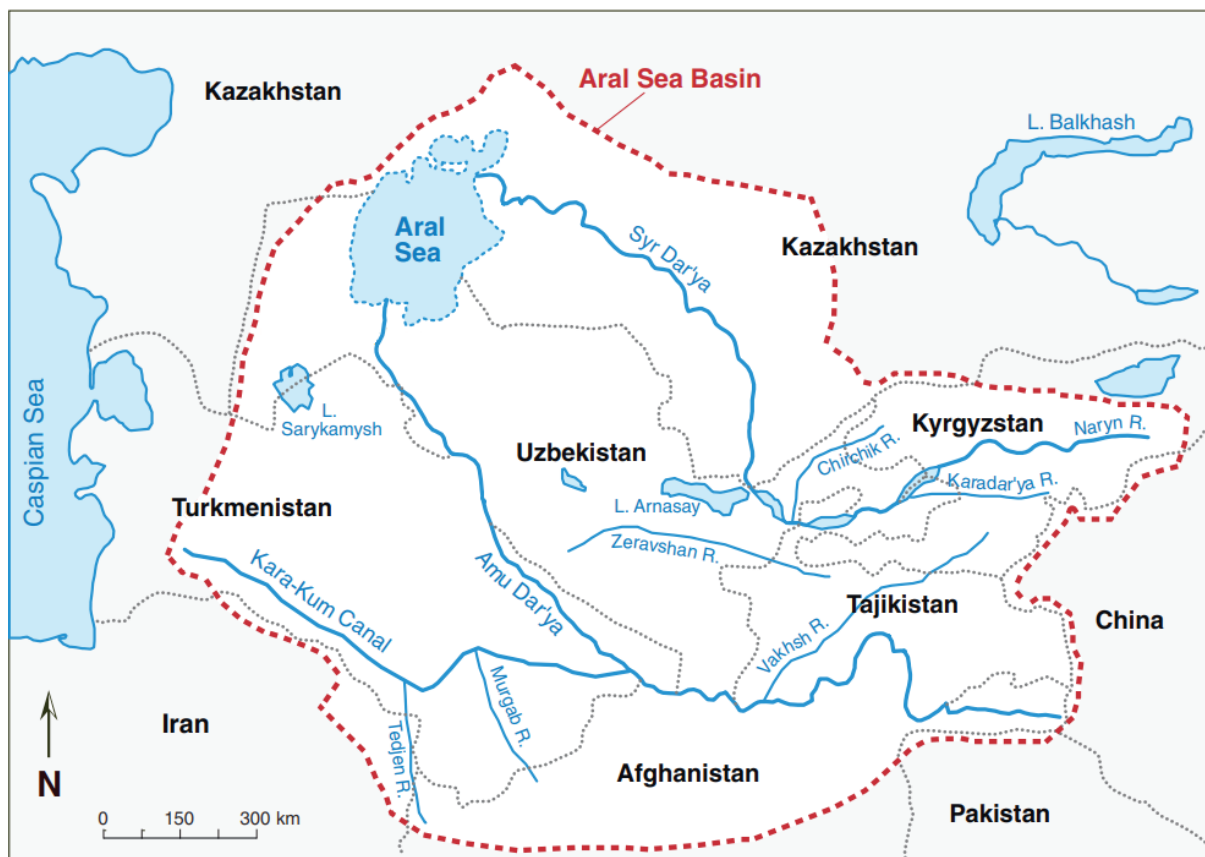 Aral Sea Basin
Kazakhstan
L. Balkhash
Aral
Sea
Syr Dar'ya
Kazakhstan
Caspian Sea
L.
Sarykamysh
Uzbekistan
Chirchik R.
Kyrgyzstan
Naryn R.
Karadar'ya R.
L. Arnasay
Turkmenistan
Zeravshan R.
Kara-Kum Canal
Amu Dar'ya
Tajikistan
China
Vakhsh R.
Murgab R.
Tedjen R.
Iran
Afghanistan
Pakistan
N
0 150 300 km